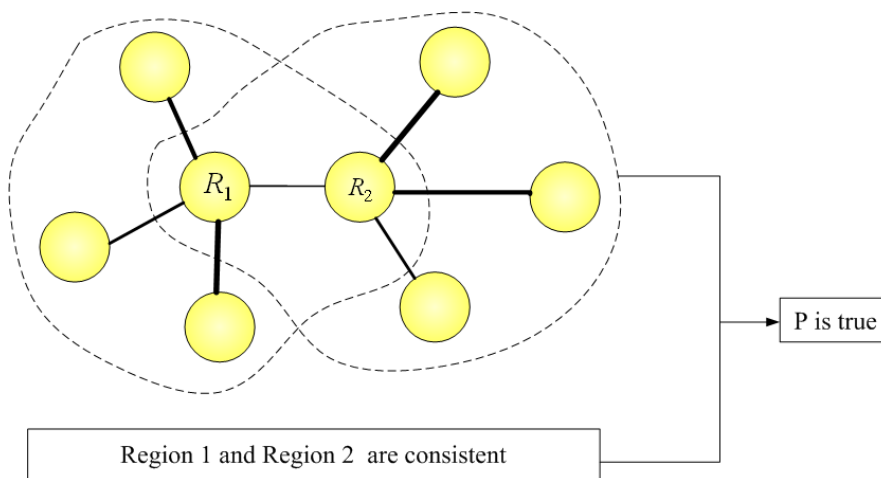 R₁
R₂
P is true
Region 1 and Region 2 are consistent